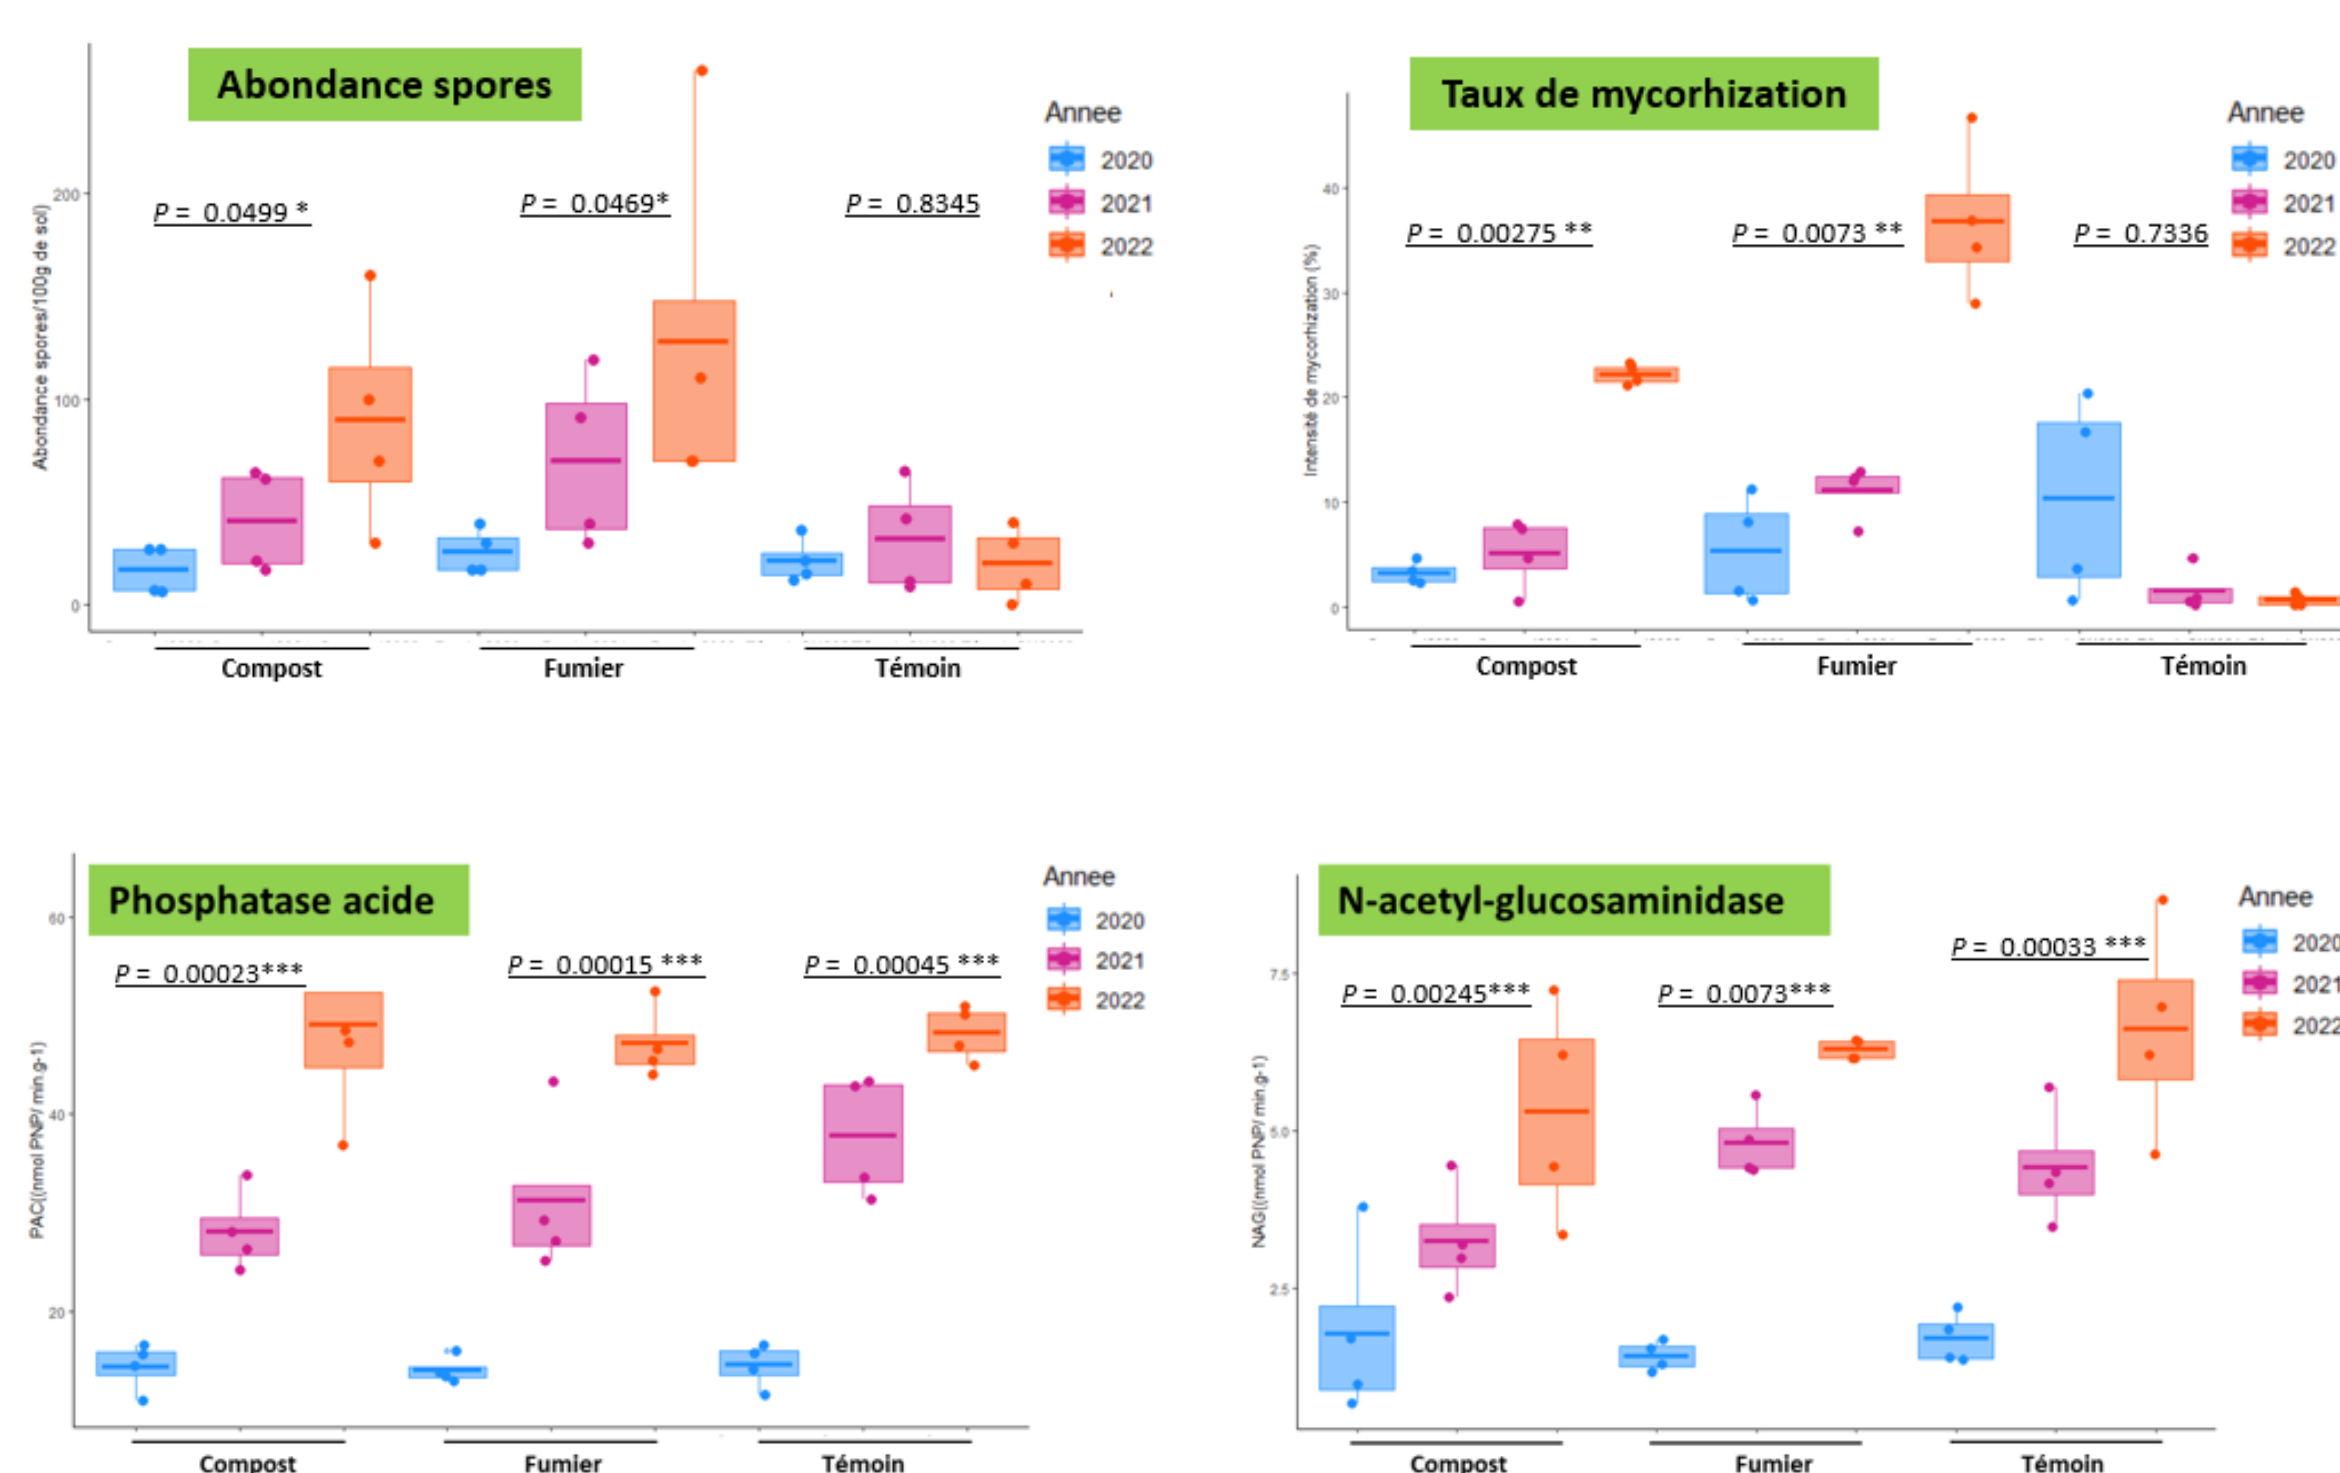 Abondance spores
Abondance spores/100g de sol)
200
100
0
P = 0.0499 *
P = 0.0469*
P = 0.8345
Annee
2020
2021
2022
Compost
Fumier
Témoin
Taux de mycorhization
Intensité de mycorhization (%)
40
30
20
10
0
P = 0.00275 **
P = 0.0073 **
P = 0.7336
Annee
2020
2021
2022
Compost
Fumier
Témoin
Phosphatase acide
PAC((nmol PNP/ min.g-1)
60
40
20
P = 0.00023***
P = 0.00015 ***
P = 0.00045 ***
Annee
2020
2021
2022
Compost
Fumier
Témoin
N-acetyl-glucosaminidase
NAG((nmol PNP/ min.g-1)
7.5
5.0
2.5
P = 0.00245***
P = 0.0073***
P = 0.00033 ***
Annee
2020
2021
2022
Compost
Fumier
Témoin